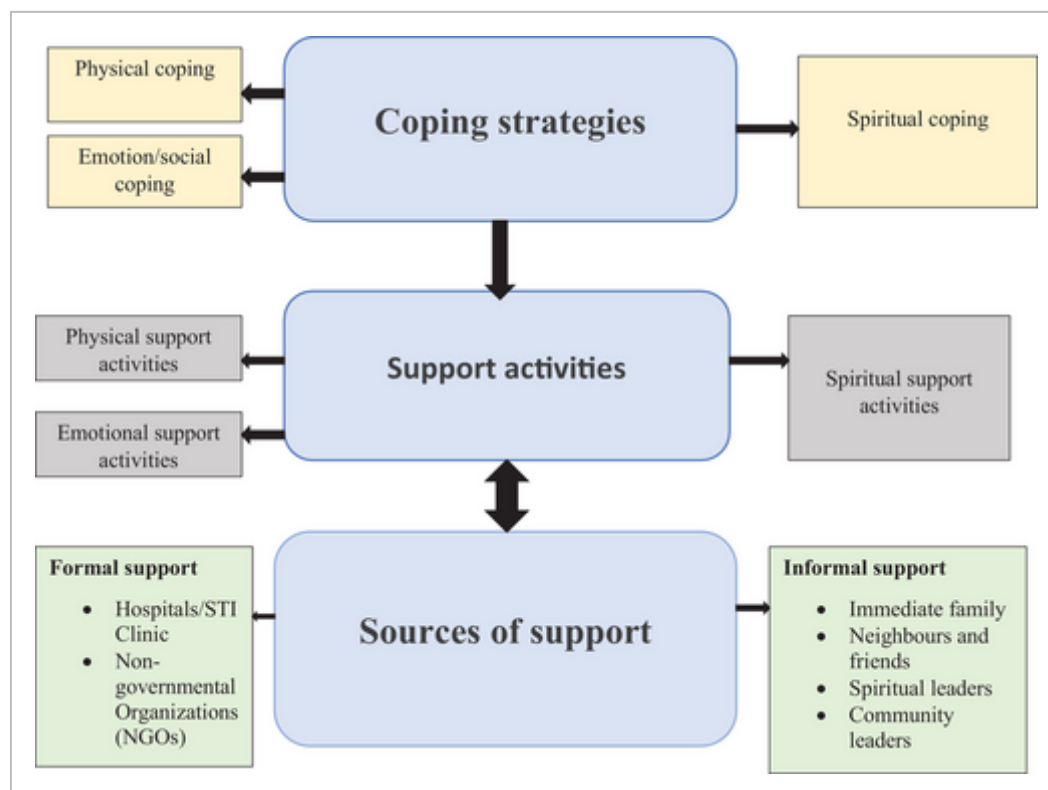 Physical coping
Emotion/social
coping
Coping strategies
Spiritual coping
Physical support
activities
Emotional support
activities
Support activities
Spiritual support
activities
Formal support
• Hospitals/STI
Clinic
• Non-
governmental
Organizations
(NGOs)
Sources of support
Informal support
• Immediate family
• Neighbours and
friends
• Spiritual leaders
• Community
leaders